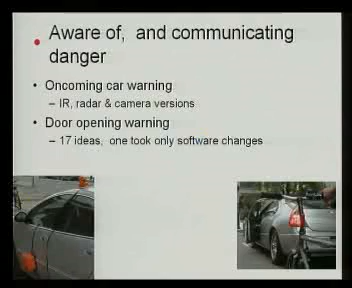 Aware of, and communicating
danger
Oncoming car warning
– IR, radar & camera versions
Door opening warning
– 17 ideas, one took only software changes